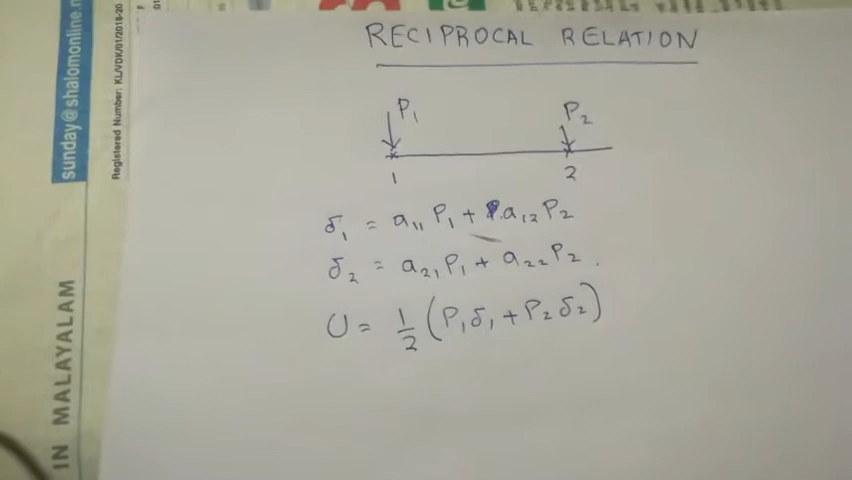 RECIPROCAL RELATION
P₁ P₂
1 2
δ₁ = a₁₁ P₁ + a₁₂ P₂
δ₂ = a₂₁ P₁ + a₂₂ P₂ .
U = 1/2 (P₁δ₁ + P₂δ₂)
sunday@shalomonline.n
Registered Number: KL/VDK/01/2018-20
IN MALAYALAM